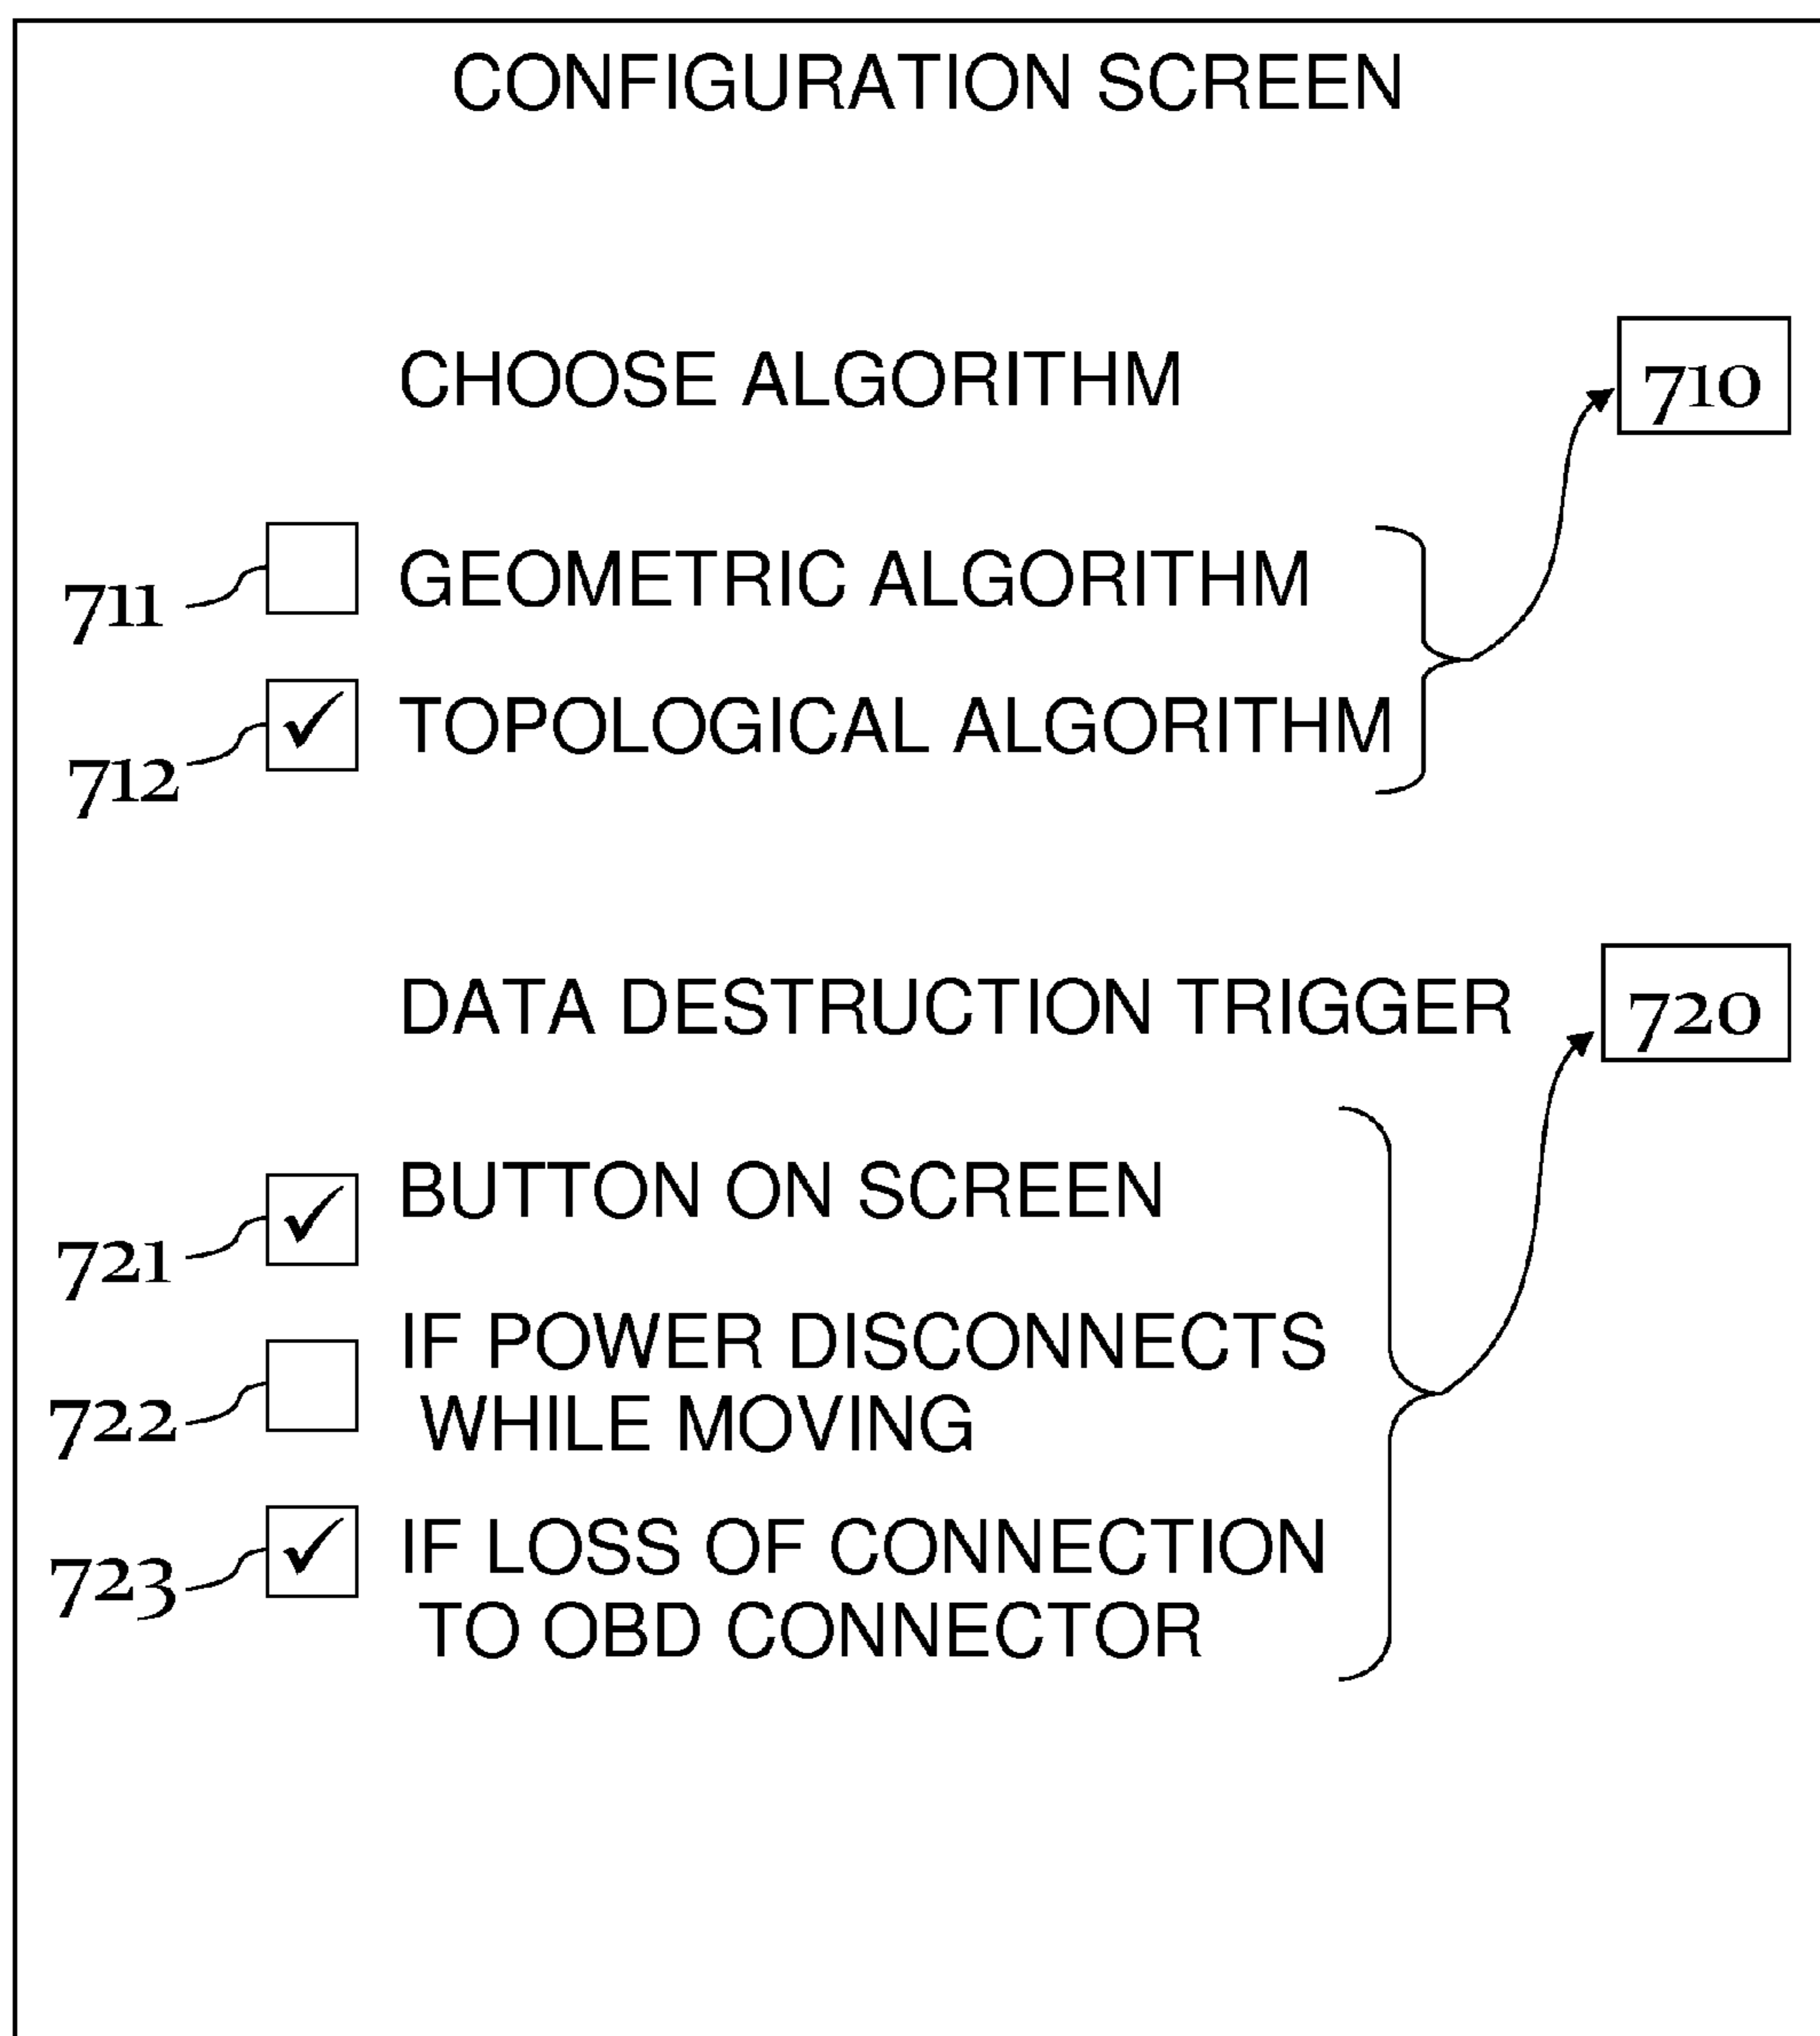 CONFIGURATION SCREEN
CHOOSE ALGORITHM
710
711
GEOMETRIC ALGORITHM
712
TOPOLOGICAL ALGORITHM
DATA DESTRUCTION TRIGGER
720
721
BUTTON ON SCREEN
722
IF POWER DISCONNECTS
WHILE MOVING
723
IF LOSS OF CONNECTION
TO OBD CONNECTOR